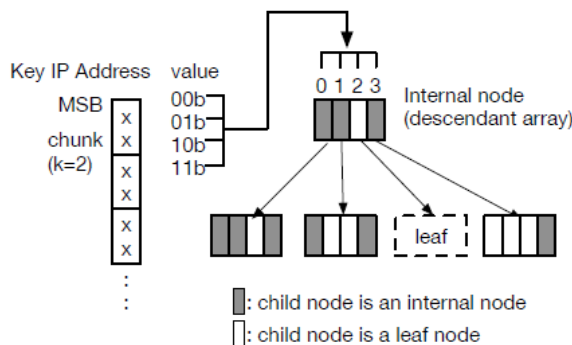 Key IP Address
value
MSB
x
x
chunk
(k=2)
x
x
x
x
:
:
00b
01b
10b
11b
0 1 2 3
Internal node
(descendant array)
leaf
: child node is an internal node
: child node is a leaf node